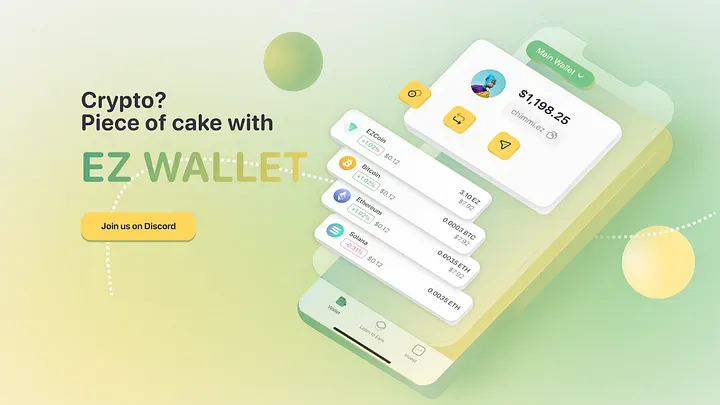 Crypto?
Piece of cake with
EZ WALLET
Join us on Discord
Main Wallet
$1,198.25
chimmi.ez
EZCoin
+1.02% $0.12
3.10 EZ
$7.92
Bitcoin
+1.02% $0.12
0.0003 BTC
$7.92
Ethereum
+1.02% $0.12
0.0035 ETH
$7.92
Solana
-0.31% $0.12
0.0035 ETH
Wallet
Learn to Earn